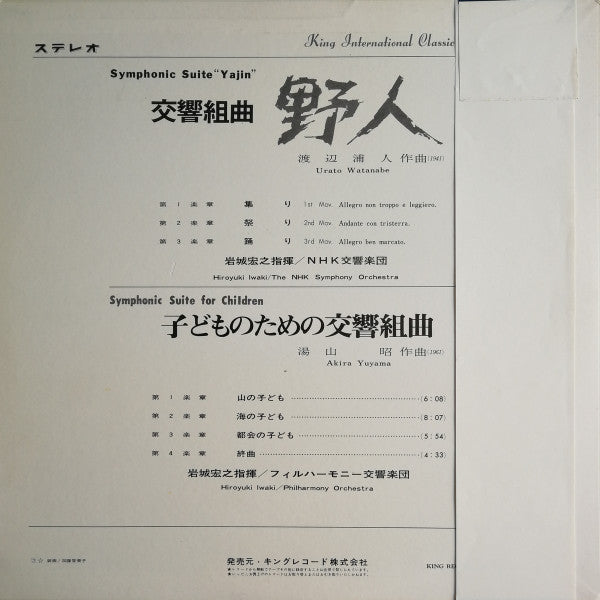 ステレオ
King International Classic
Symphonic Suite "Yajin"
交響組曲 野人
渡辺浦人作曲(1941)
Urato Watanabe
第1楽章 集り 1st Mov. Allegro non troppo e leggiero.
第2楽章 祭り 2nd Mov. Andante con tristerra.
第3楽章 踊り 3rd Mov. Allegro ben marcato.
岩城宏之指揮／NHK交響楽団
Hiroyuki Iwaki/The NHK Symphony Orchestra
Symphonic Suite for Children
子どものための交響組曲
湯山昭作曲(1961)
Akira Yuyama
第1楽章 山の子ども (6:08)
第2楽章 海の子ども (8:07)
第3楽章 都会の子ども (5:54)
第4楽章 終曲 (4:33)
岩城宏之指揮／フィルハーモニー交響楽団
Hiroyuki Iwaki/Philharmony Orchestra
発売元・キングレコード株式会社
KING RE